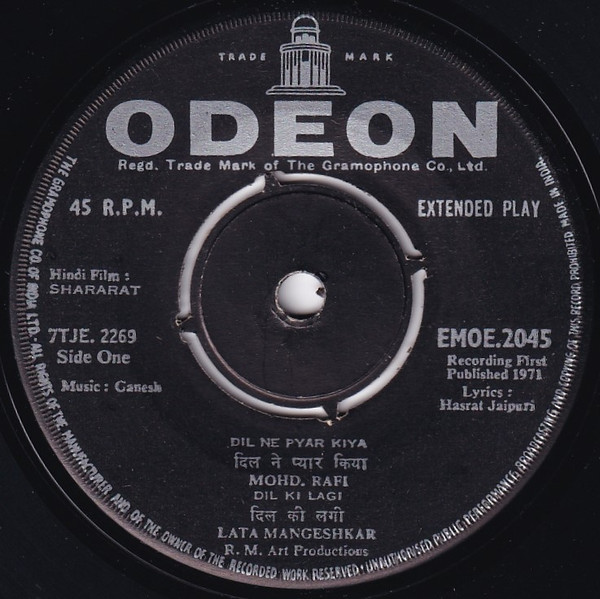 TRADE MARK
ODEON
Regd. Trade Mark of The Gramophone Co., Ltd.
45 R.P.M.
EXTENDED PLAY
Hindi Film :
SHARARAT
7TJE. 2269
Side One
Music : Ganesh
EMOE.2045
Recording First
Published 1971
Lyrics :
Hasrat Jaipuri
DIL NE PYAR KIYA
दिल ने प्यार किया
MOHD. RAFI
DIL KI LAGI
दिल की लगी
LATA MANGESHKAR
R. M. Art Productions
THE GRAMOPHONE CO. OF INDIA LTD. - ALL RIGHTS OF THE MANUFACTURER AND OF THE OWNER OF THE RECORDED WORK RESERVED · UNAUTHORISED PUBLIC PERFORMANCE, BROADCASTING AND COPYING OF THIS RECORD PROHIBITED MADE IN INDIA.